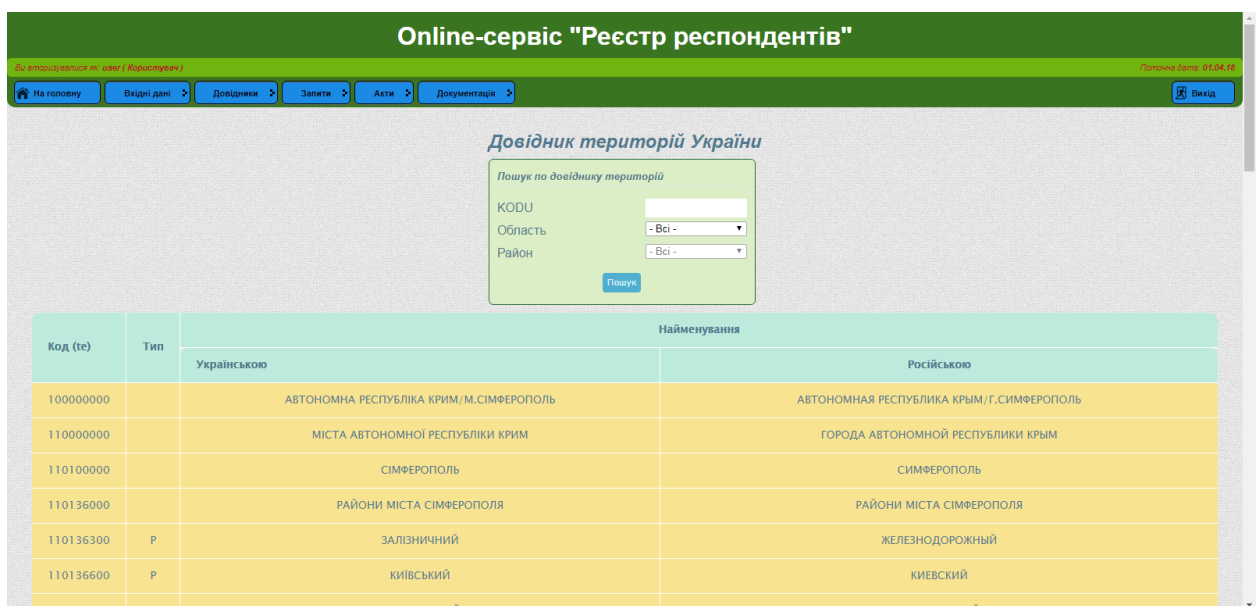 Online-сервіс "Реєстр респондентів"
Ви авторизувалися як: user ( Користувач ) Поточна дата: 01.04.18
На головну Вхідні дані Довідники Запити Акти Документація Вихід
Довідник територій України
Пошук по довіднику територій
KODU
Область - Всі -
Район - Всі -
Пошук
Код (te) Тип Найменування
Українською Російською
100000000 АВТОНОМНА РЕСПУБЛІКА КРИМ/М.СІМФЕРОПОЛЬ АВТОНОМНАЯ РЕСПУБЛИКА КРЫМ/Г.СИМФЕРОПОЛЬ
110000000 МІСТА АВТОНОМНОЇ РЕСПУБЛІКИ КРИМ ГОРОДА АВТОНОМНОЙ РЕСПУБЛИКИ КРЫМ
110100000 СІМФЕРОПОЛЬ СИМФЕРОПОЛЬ
110136000 РАЙОНИ МІСТА СІМФЕРОПОЛЯ РАЙОНИ МІСТА СІМФЕРОПОЛЯ
110136300 Р ЗАЛІЗНИЧНИЙ ЖЕЛЕЗНОДОРОЖНЫЙ
110136600 Р КИЇВСЬКИЙ КИЕВСКИЙ